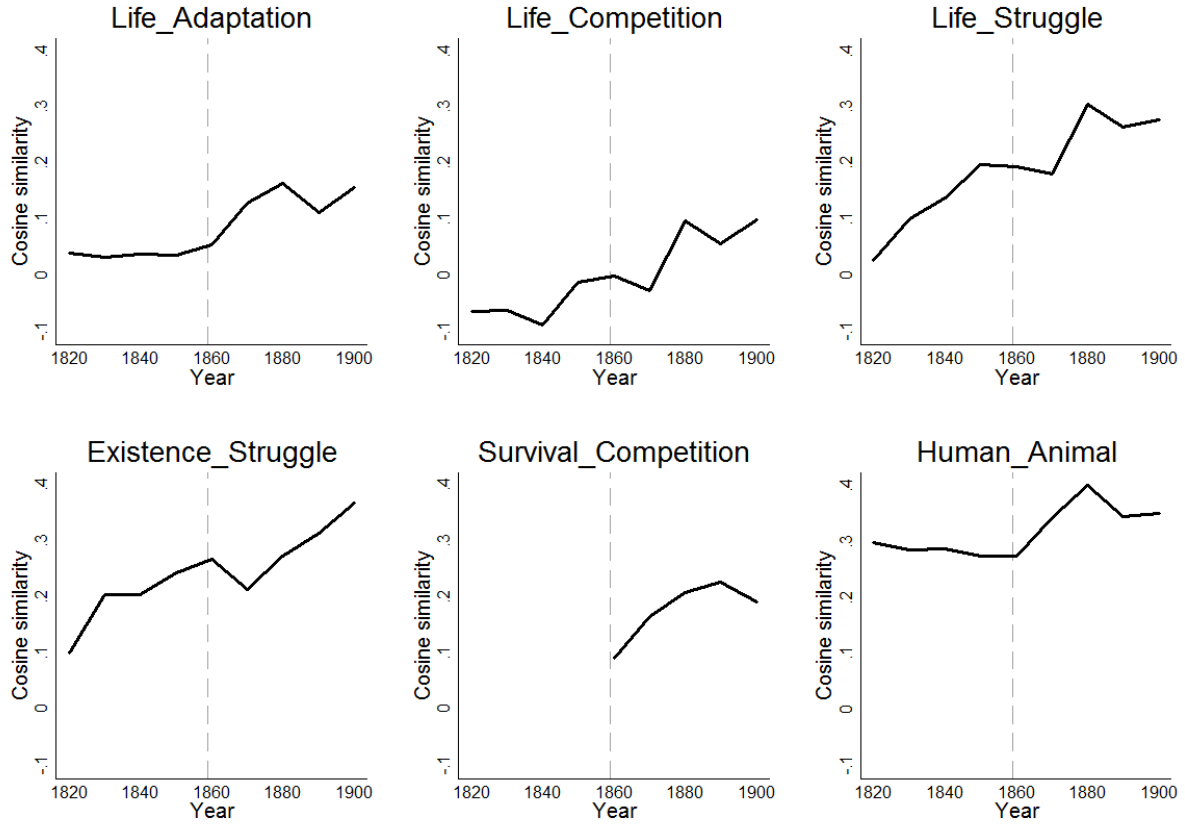 Life_Adaptation
Cosine similarity
.4
.3
.2
.1
0
-.1
1820 1840 1860 1880 1900
Year
Life_Competition
Cosine similarity
.4
.3
.2
.1
0
-.1
1820 1840 1860 1880 1900
Year
Life_Struggle
Cosine similarity
.4
.3
.2
.1
0
-.1
1820 1840 1860 1880 1900
Year
Existence_Struggle
Cosine similarity
.4
.3
.2
.1
0
-.1
1820 1840 1860 1880 1900
Year
Survival_Competition
Cosine similarity
.4
.3
.2
.1
0
-.1
1820 1840 1860 1880 1900
Year
Human_Animal
Cosine similarity
.4
.3
.2
.1
0
-.1
1820 1840 1860 1880 1900
Year